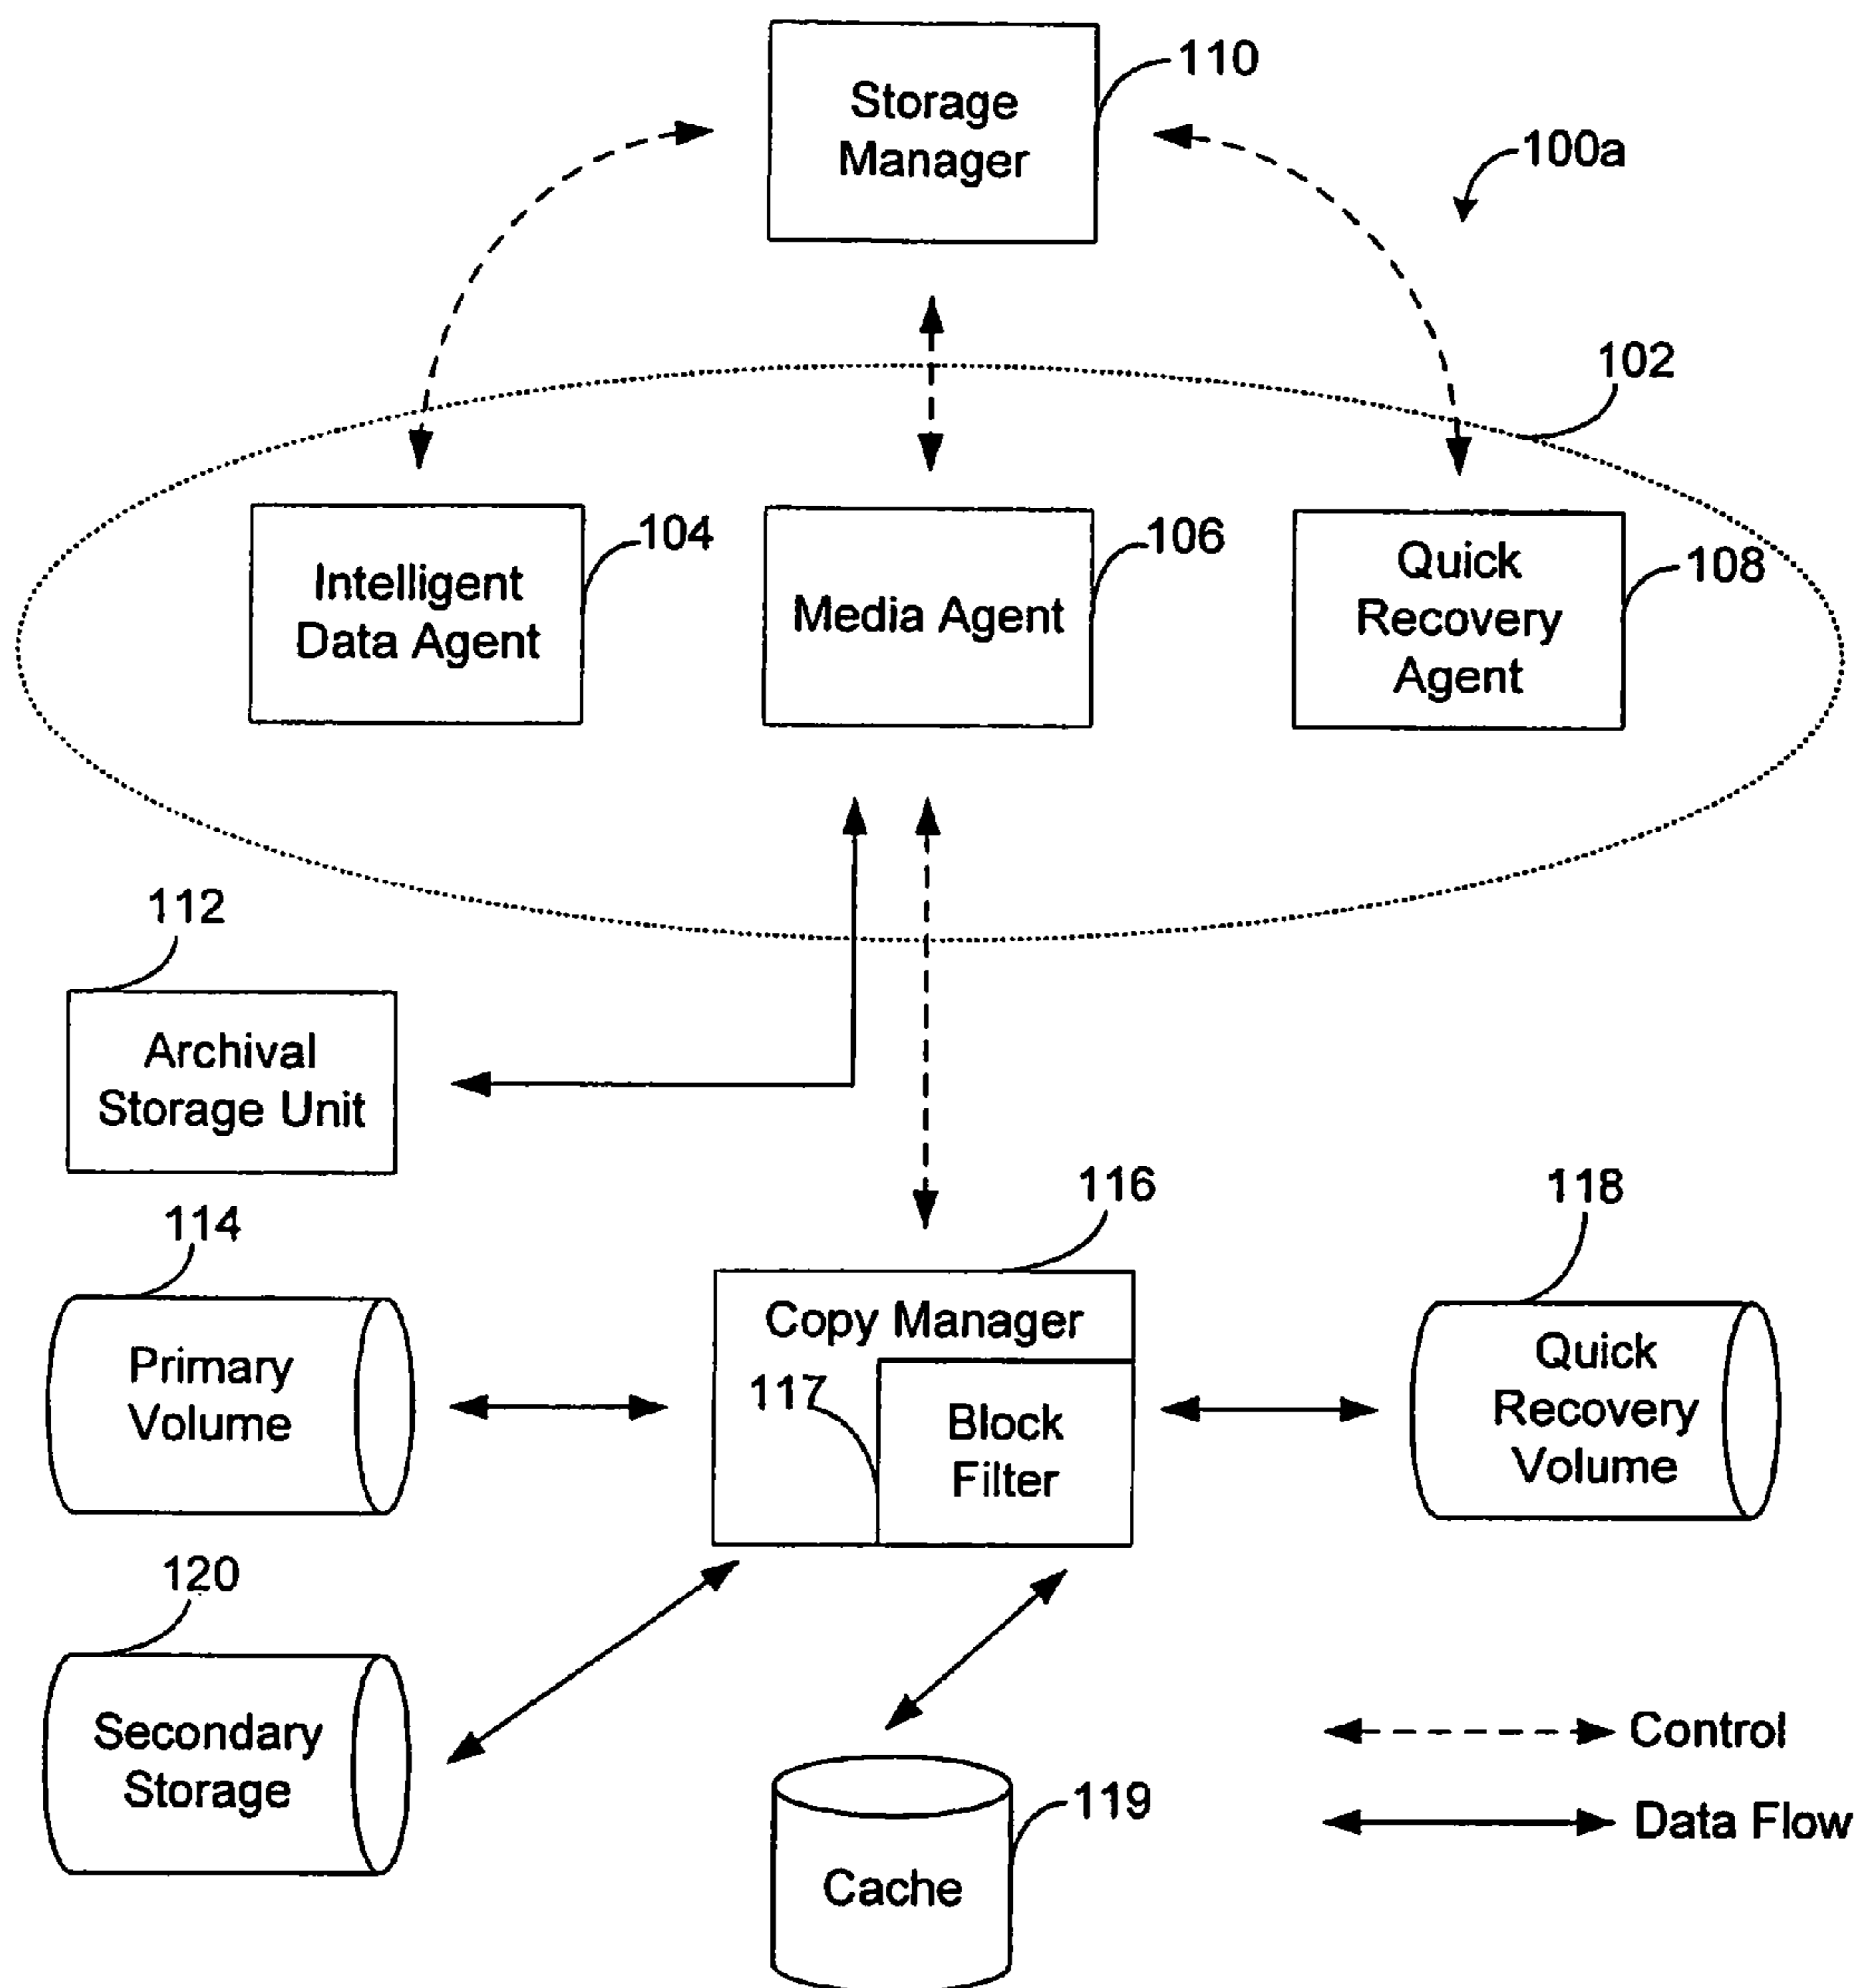 110
Storage
Manager
100a
102
104
Intelligent
Data Agent
106
Media Agent
108
Quick
Recovery
Agent
112
Archival
Storage Unit
114
Primary
Volume
116
Copy Manager
117
Block
Filter
118
Quick
Recovery
Volume
120
Secondary
Storage
119
Cache
Control
Data Flow